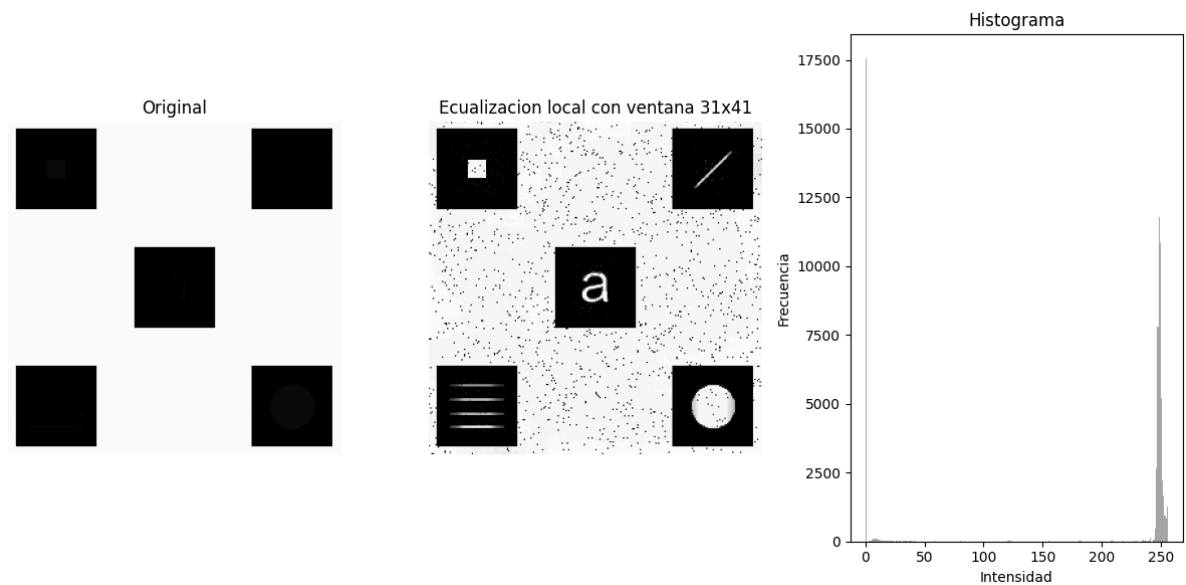 Original
a
Ecualizacion local con ventana 31x41
a
Histograma
Frecuencia
17500
15000
12500
10000
7500
5000
2500
0
0 50 100 150 200 250
Intensidad